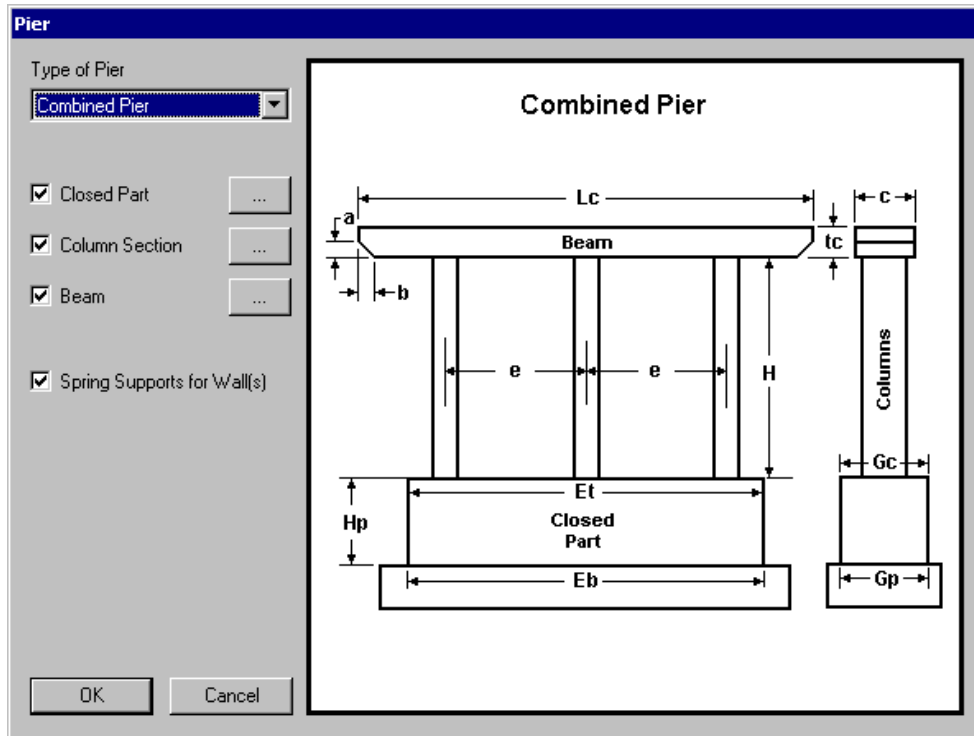 Pier
Type of Pier
Combined Pier
Closed Part
...
Column Section
...
Beam
...
Spring Supports for Wall(s)
OK
Cancel
Combined Pier
Lc
c
a
Beam
tc
b
e
e
H
Columns
Gc
Et
Hp
Closed
Part
Eb
Gp